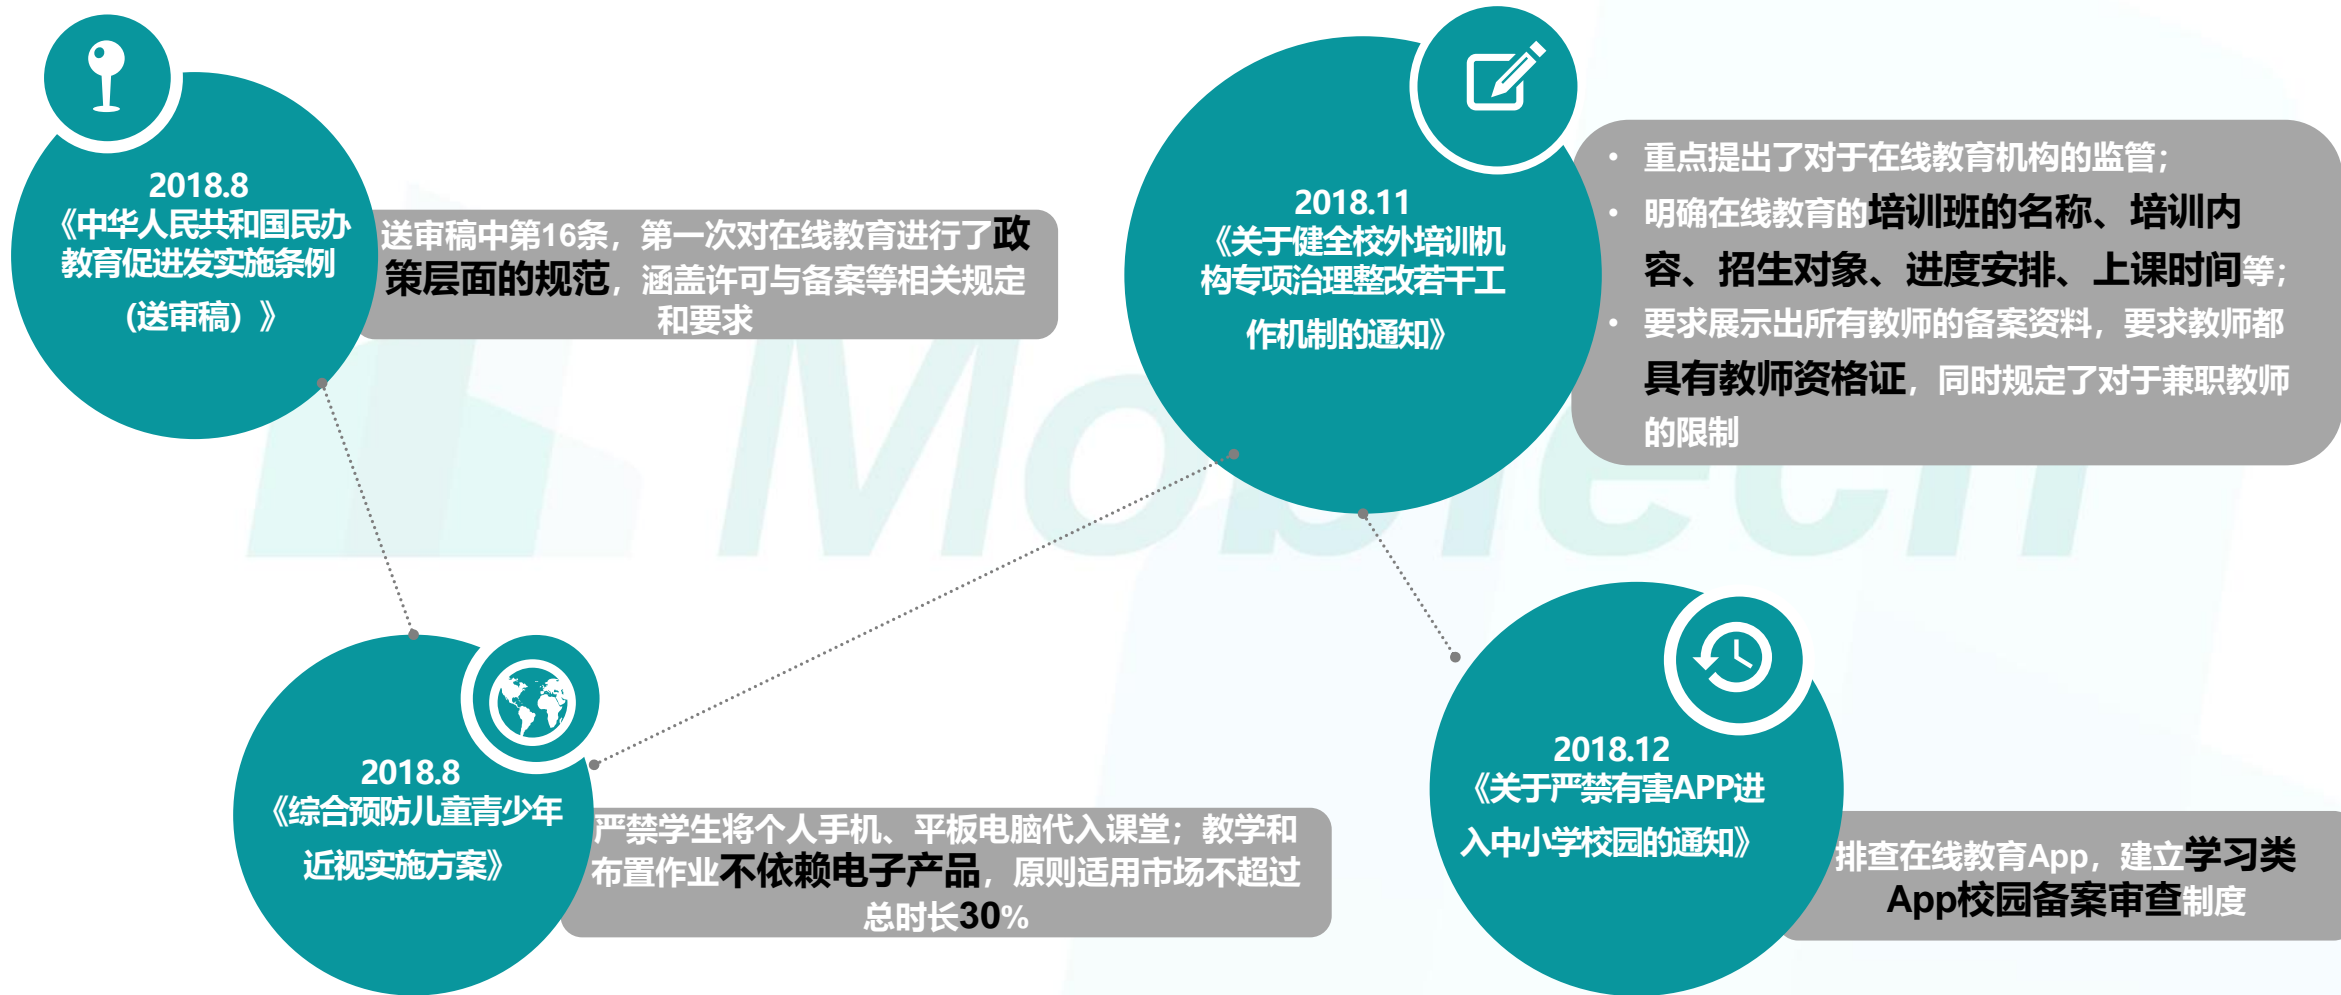 2018.8
《中华人民共和国民办
教育促进发实施条例
(送审稿) 》
送审稿中第16条，第一次对在线教育进行了政
策层面的规范，涵盖许可与备案等相关规定
和要求
2018.8
《综合预防儿童青少年
近视实施方案》
严禁学生将个人手机、平板电脑代入课堂；教学和
布置作业不依赖电子产品，原则适用市场不超过
总时长30%
2018.11
《关于健全校外培训机
构专项治理整改若干工
作机制的通知》
• 重点提出了对于在线教育机构的监管；
• 明确在线教育的培训班的名称、培训内
容、招生对象、进度安排、上课时间等；
• 要求展示出所有教师的备案资料，要求教师都
具有教师资格证，同时规定了对于兼职教师
的限制
2018.12
《关于严禁有害APP进
入中小学校园的通知》
排查在线教育App，建立学习类
App校园备案审查制度
MobTech